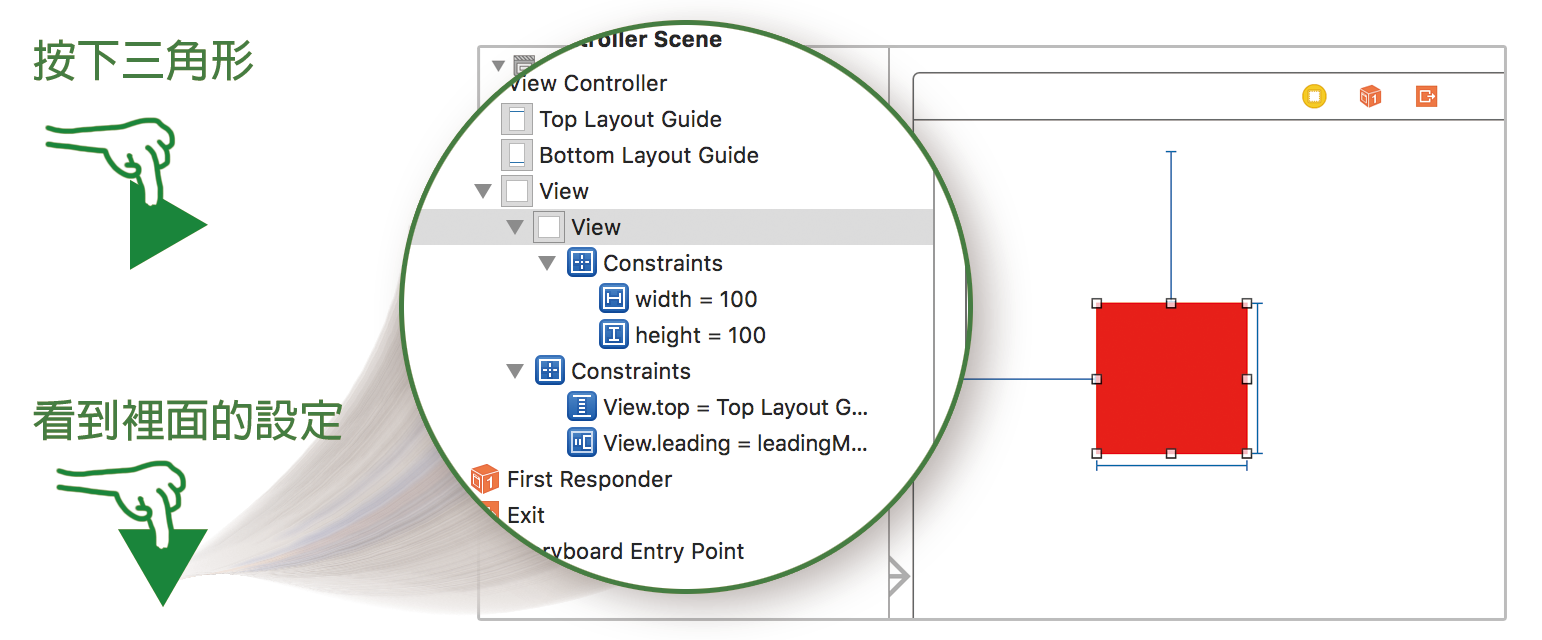 按下三角形
看到裡面的設定
troller Scene
View Controller
Top Layout Guide
Bottom Layout Guide
View
View
Constraints
width = 100
height = 100
Constraints
View.top = Top Layout G...
View.leading = leadingM...
First Responder
Exit
ryboard Entry Point